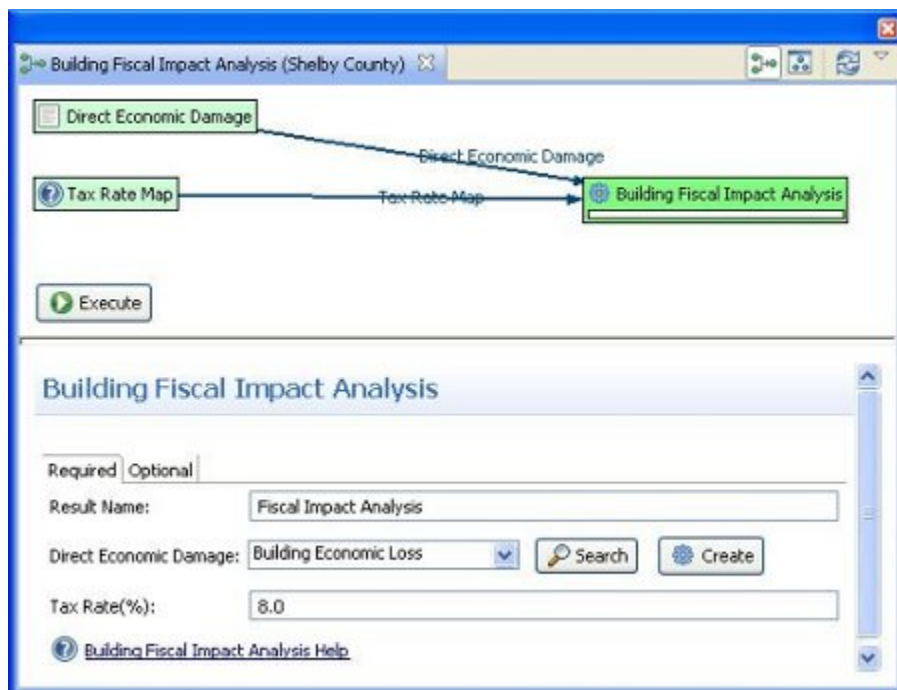 Building Fiscal Impact Analysis (Shelby County)
Direct Economic Damage
Direct Economic Damage
Tax Rate Map
Tax Rate Map
Building Fiscal Impact Analysis
Execute
Building Fiscal Impact Analysis
Required Optional
Result Name: Fiscal Impact Analysis
Direct Economic Damage: Building Economic Loss Search Create
Tax Rate(%): 8.0
Building Fiscal Impact Analysis Help